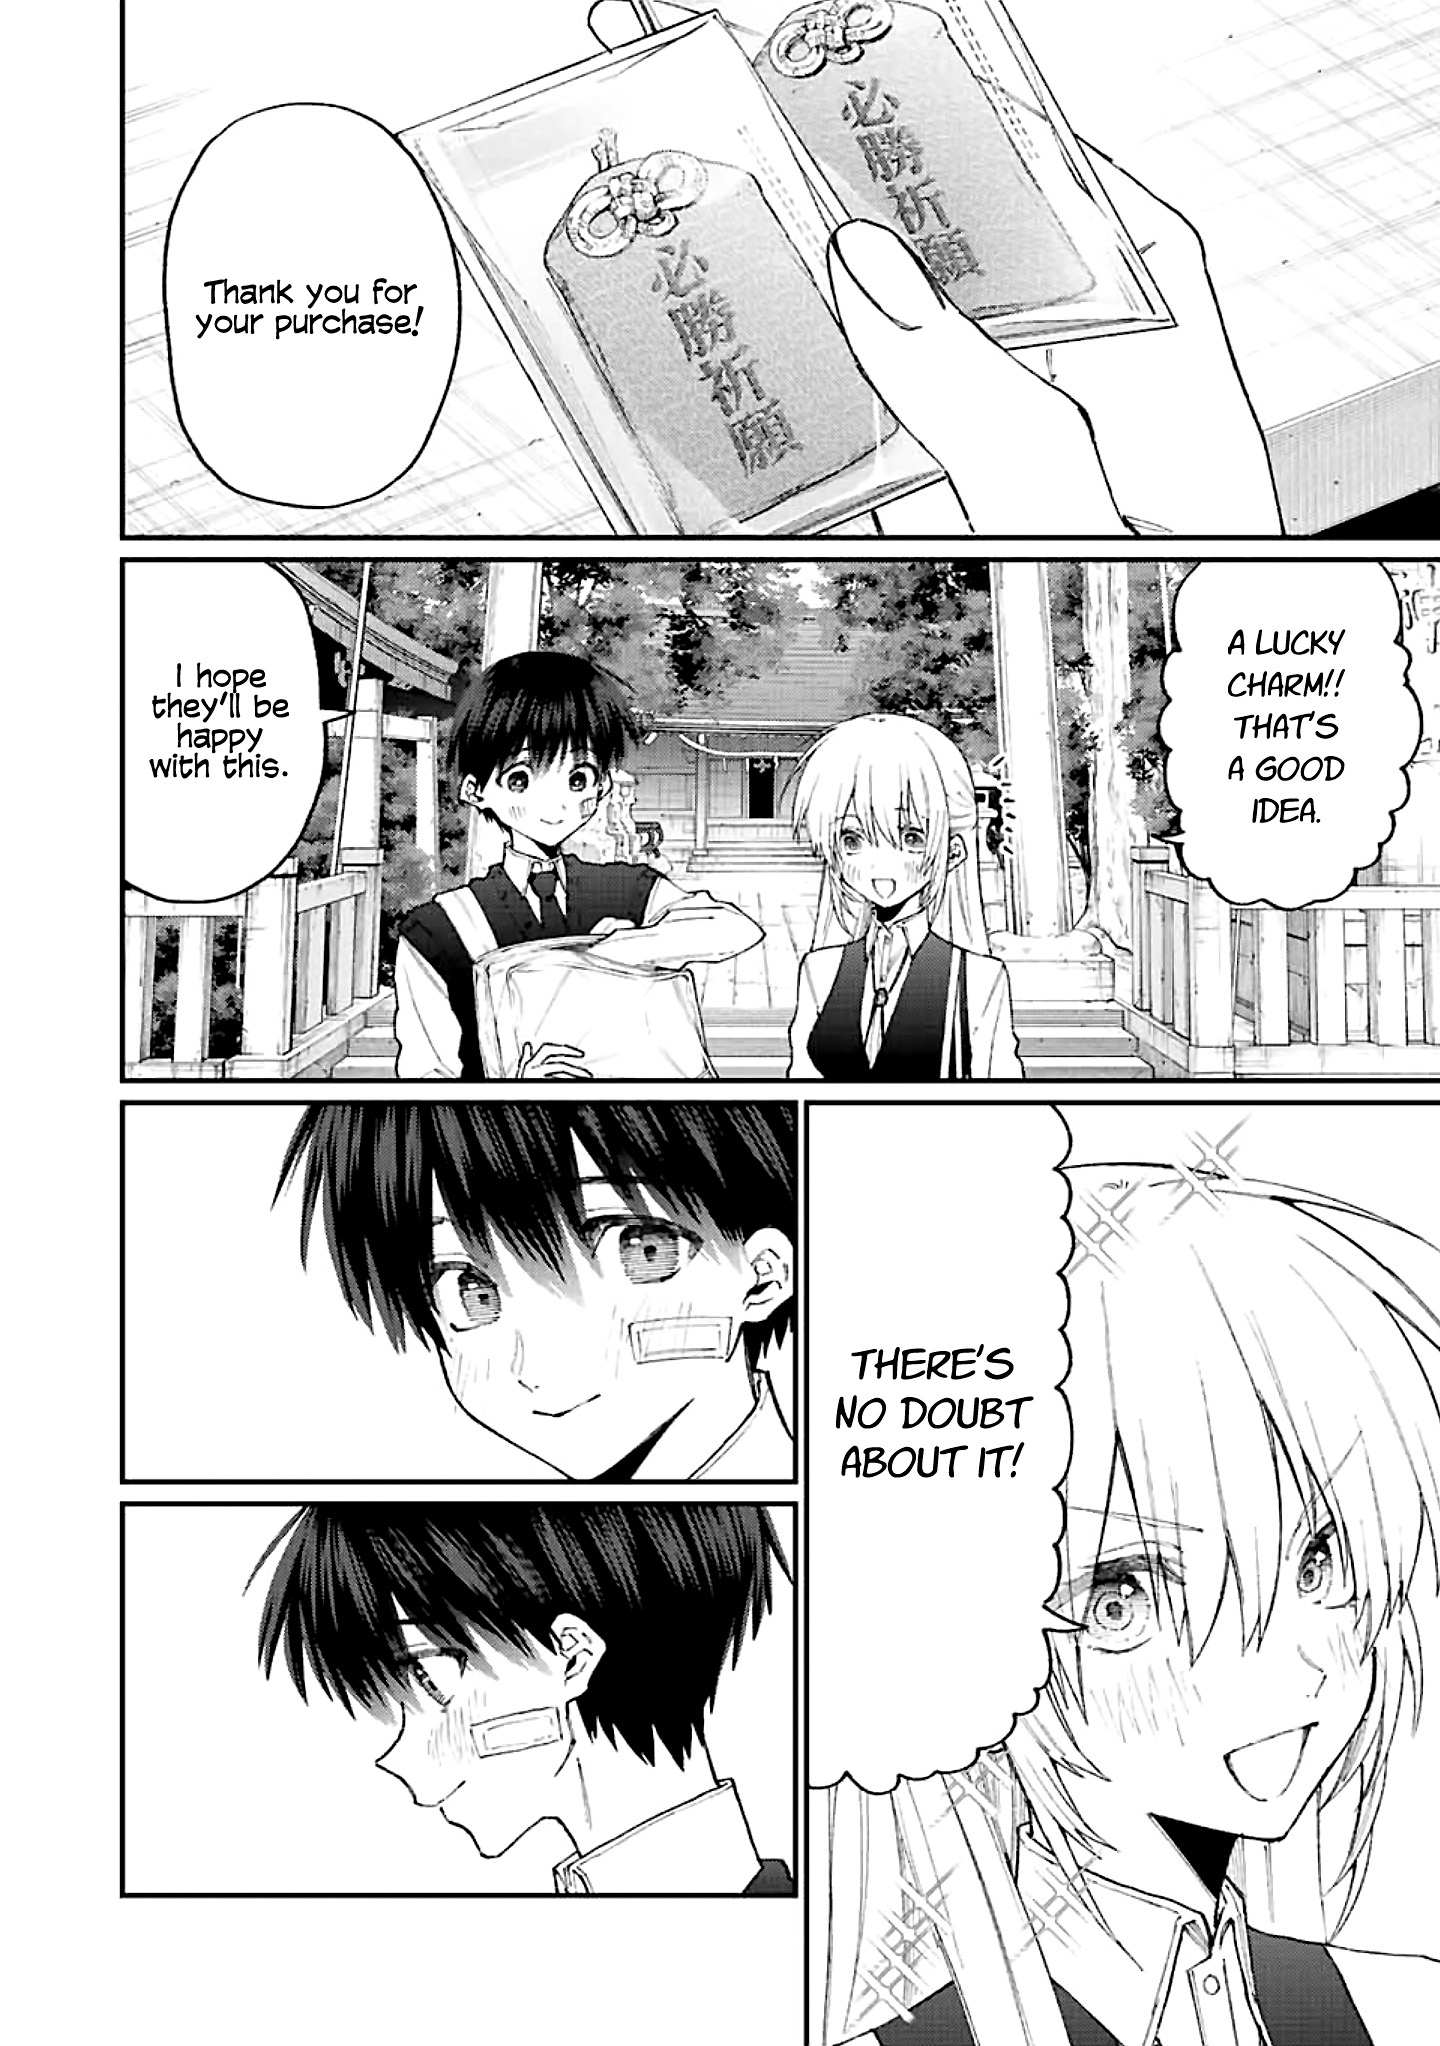 必勝祈願
必勝祈願
Thank you for
your purchase!
A LUCKY
CHARM!!
THAT'S
A GOOD
IDEA.
I hope
they'll be
happy
with this.
THERE'S
NO DOUBT
ABOUT IT!